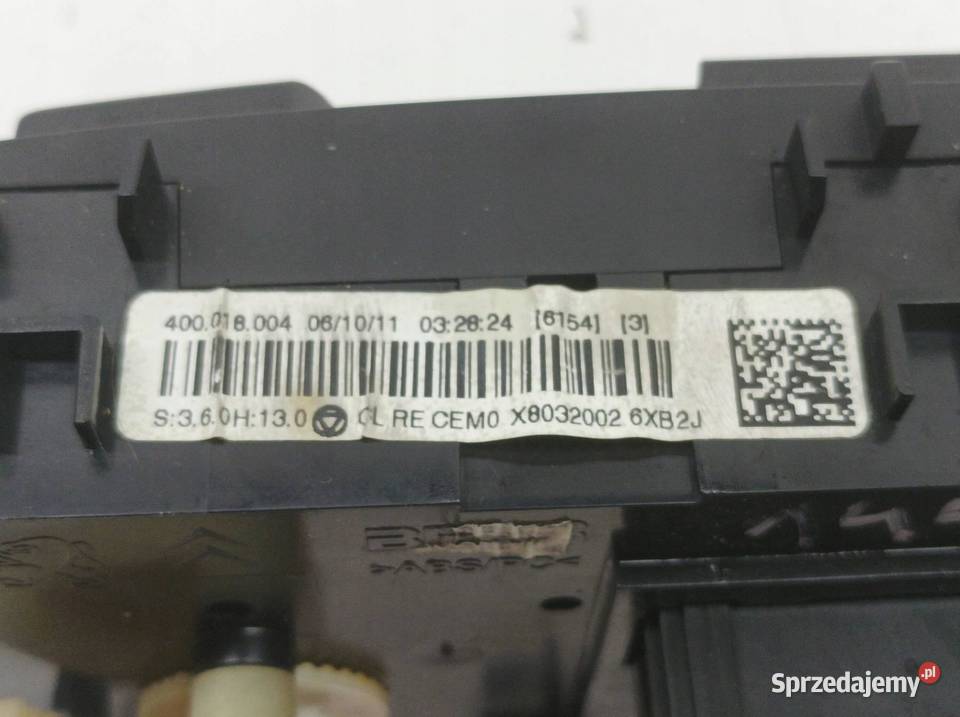 400.018.004 06/10/11 03:28:24 [6154] [3]
S:3.6.0H:13.0 CL RE CEM0 X8032002 6XB2J
>ABS/PC<
Sprzedajemy.pl